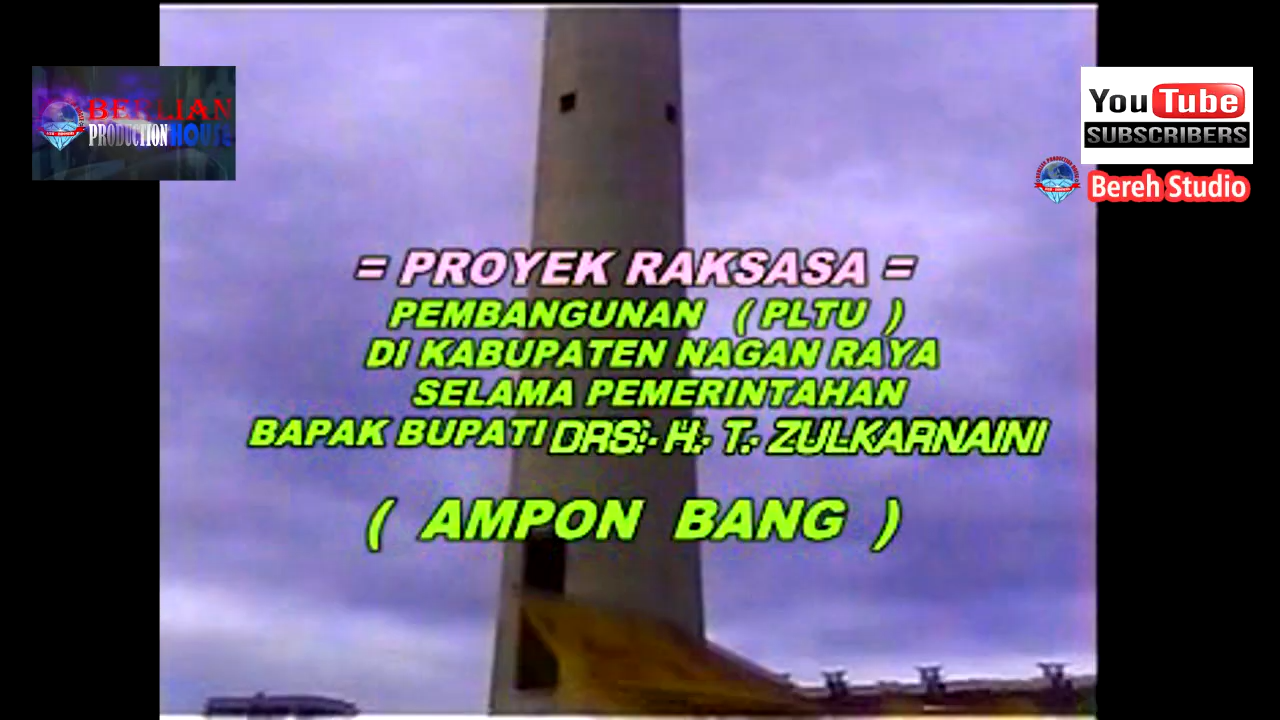 BERLIAN
PRODUCTION HOUSE
You Tube
SUBSCRIBERS
Bereh Studio
= PROYEK RAKSASA =
PEMBANGUNAN ( PLTU )
DI KABUPATEN NAGAN RAYA
SELAMA PEMERINTAHAN
BAPAK BUPATI DRS. H. T. ZULKARNAINI
( AMPON BANG )